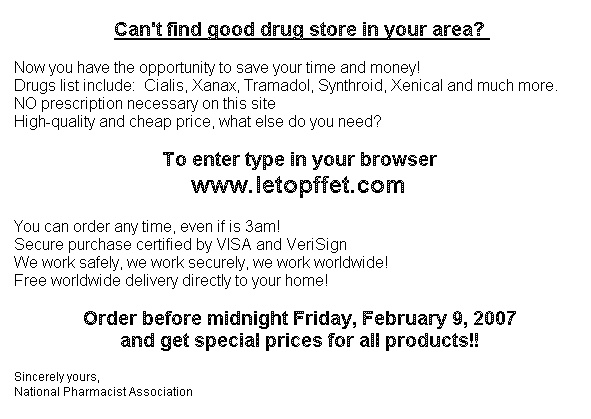 Can't find good drug store in your area?
Now you have the opportunity to save your time and money!
Drugs list include:  Cialis, Xanax, Tramadol, Synthroid, Xenical and much more.
NO prescription necessary on this site
High-quality and cheap price, what else do you need?
To enter type in your browser
www.letopffet.com
You can order any time, even if is 3am!
Secure purchase certified by VISA and VeriSign
We work safely, we work securely, we work worldwide!
Free worldwide delivery directly to your home!
Order before midnight Friday, February 9, 2007
and get special prices for all products!!
Sincerely yours,
National Pharmacist Association